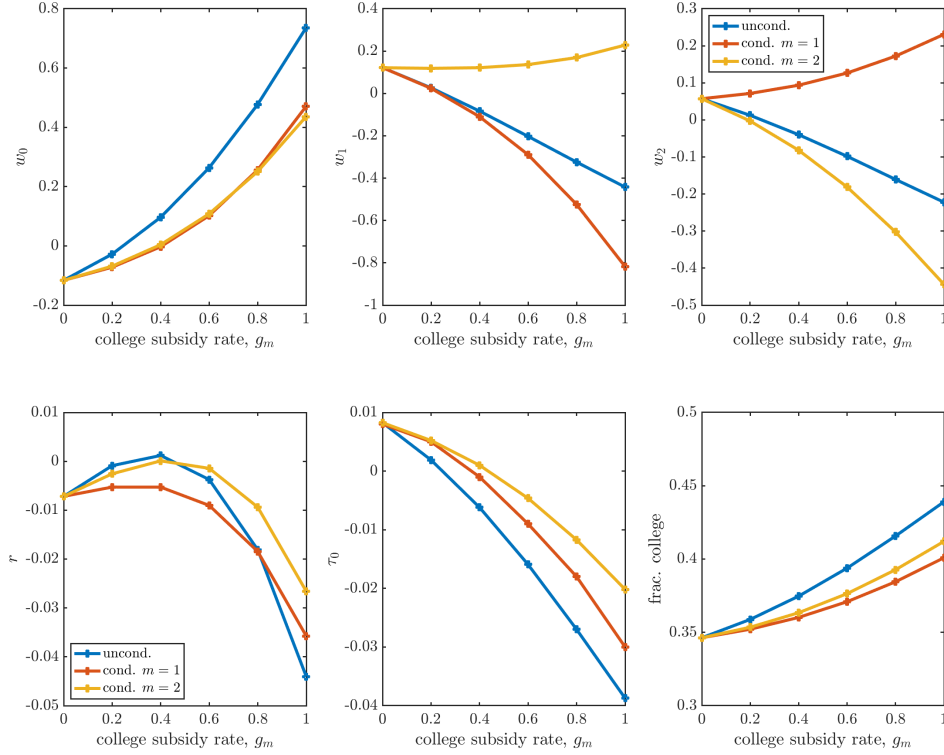 0.8
0.6
0.4
0.2
0
-0.2
w₀
0 0.2 0.4 0.6 0.8 1
college subsidy rate, gₘ
0.4
0.2
0
-0.2
-0.4
-0.6
-0.8
-1
w₁
0 0.2 0.4 0.6 0.8 1
college subsidy rate, gₘ
0.3
0.2
0.1
0
-0.1
-0.2
-0.3
-0.4
-0.5
w₂
uncond.
cond. m = 1
cond. m = 2
0 0.2 0.4 0.6 0.8 1
college subsidy rate, gₘ
0.01
0
-0.01
-0.02
-0.03
-0.04
-0.05
r
uncond.
cond. m = 1
cond. m = 2
0 0.2 0.4 0.6 0.8 1
college subsidy rate, gₘ
0.01
0
-0.01
-0.02
-0.03
-0.04
τ₀
0 0.2 0.4 0.6 0.8 1
college subsidy rate, gₘ
0.5
0.45
0.4
0.35
0.3
frac. college
0 0.2 0.4 0.6 0.8 1
college subsidy rate, gₘ